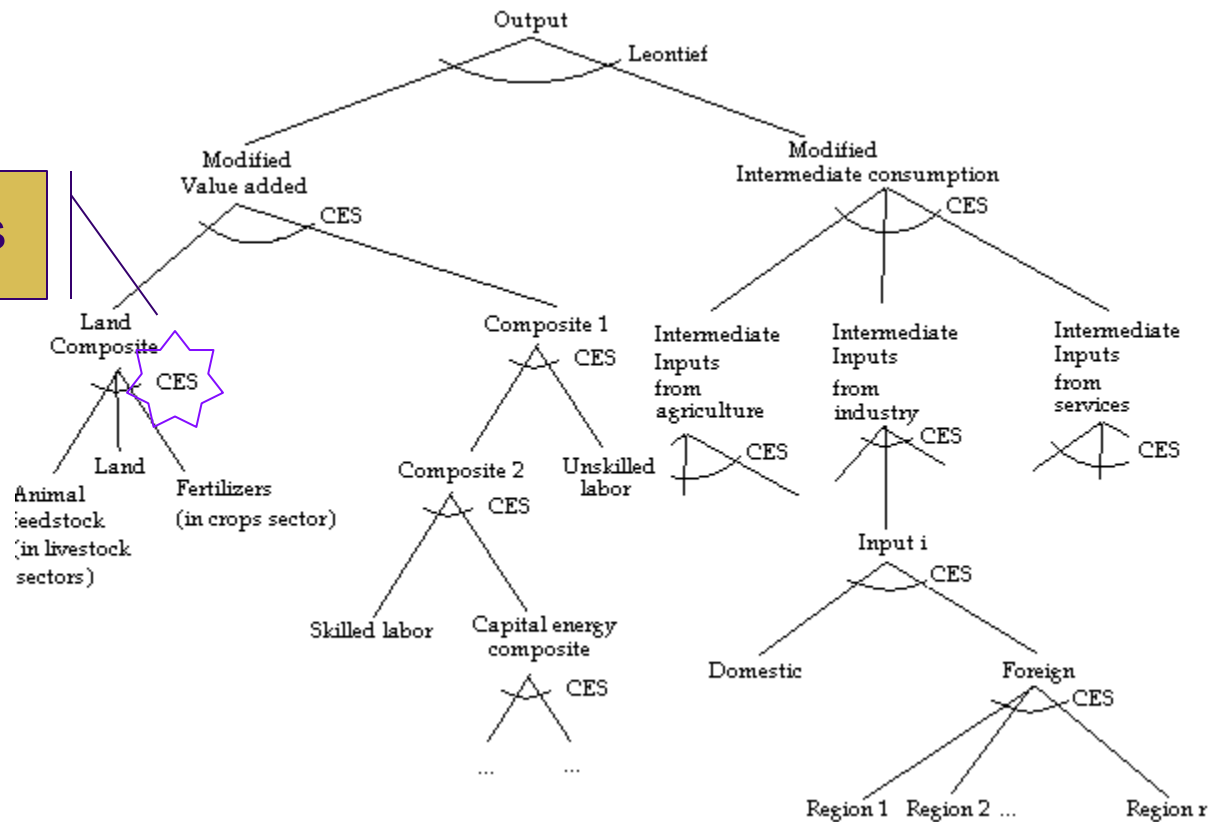 Output
Leontief
Modified
Value added
CES
Modified
Intermediate consumption
CES
S
Land
Composite
CES
Composite 1
CES
Intermediate
Inputs
from
agriculture
CES
Intermediate
Inputs
from
industry
CES
Intermediate
Inputs
from
services
CES
Animal
feedstock
(in livestock
sectors)
Land
Fertilizers
(in crops sector)
Composite 2
CES
Unskilled
labor
Input i
CES
Skilled labor
Capital energy
composite
CES
...
...
Domestic
Foreign
CES
Region 1
Region 2 ...
Region r